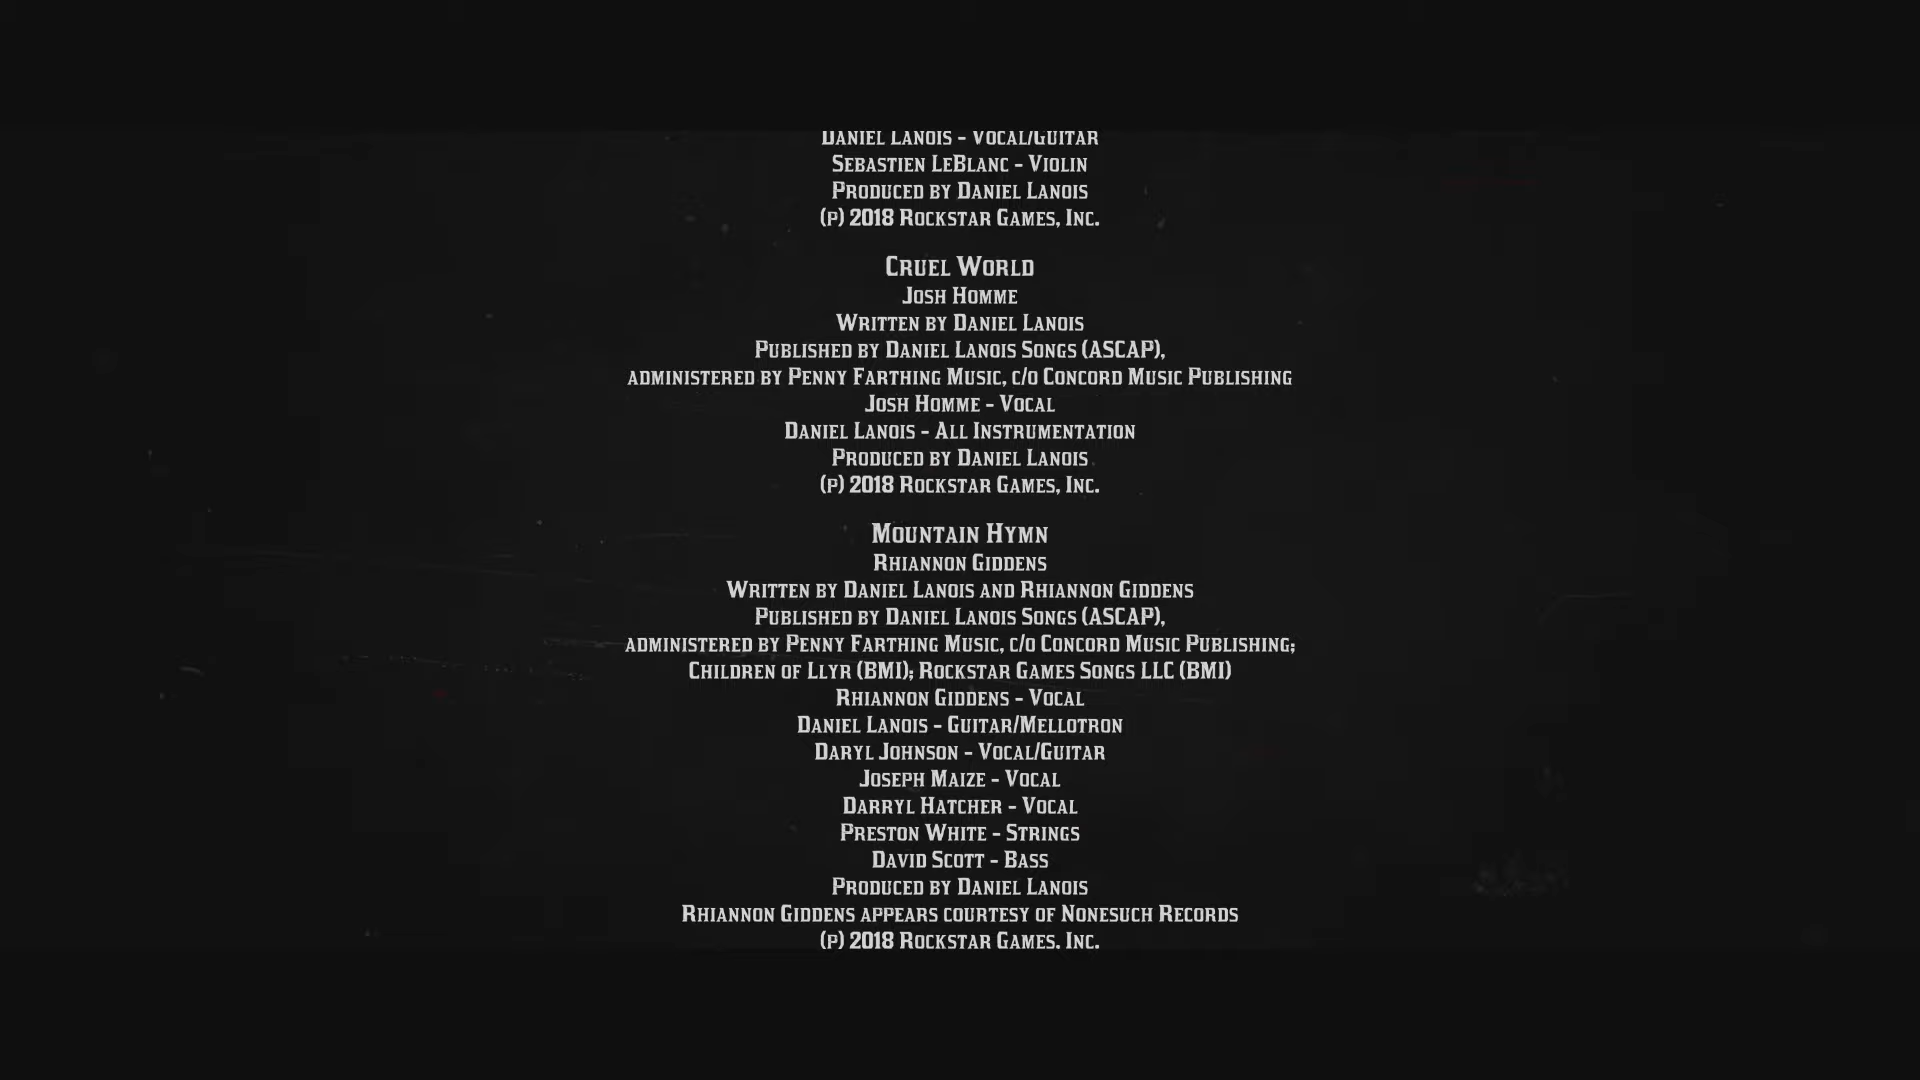 Daniel Lanois - Vocal/Guitar
Sebastien LeBlanc - Violin
Produced by Daniel Lanois
(P) 2018 Rockstar Games, Inc.
Cruel World
Josh Homme
Written by Daniel Lanois
Published by Daniel Lanois Songs (ASCAP),
administered by Penny Farthing Music, c/o Concord Music Publishing
Josh Homme - Vocal
Daniel Lanois - All Instrumentation
Produced by Daniel Lanois
(P) 2018 Rockstar Games, Inc.
Mountain Hymn
Rhiannon Giddens
Written by Daniel Lanois and Rhiannon Giddens
Published by Daniel Lanois Songs (ASCAP),
administered by Penny Farthing Music, c/o Concord Music Publishing;
Children of Llyr (BMI); Rockstar Games Songs LLC (BMI)
Rhiannon Giddens - Vocal
Daniel Lanois - Guitar/Mellotron
Daryl Johnson - Vocal/Guitar
Joseph Maize - Vocal
Darryl Hatcher - Vocal
Preston White - Strings
David Scott - Bass
Produced by Daniel Lanois
Rhiannon Giddens appears courtesy of Nonesuch Records
(P) 2018 Rockstar Games, Inc.